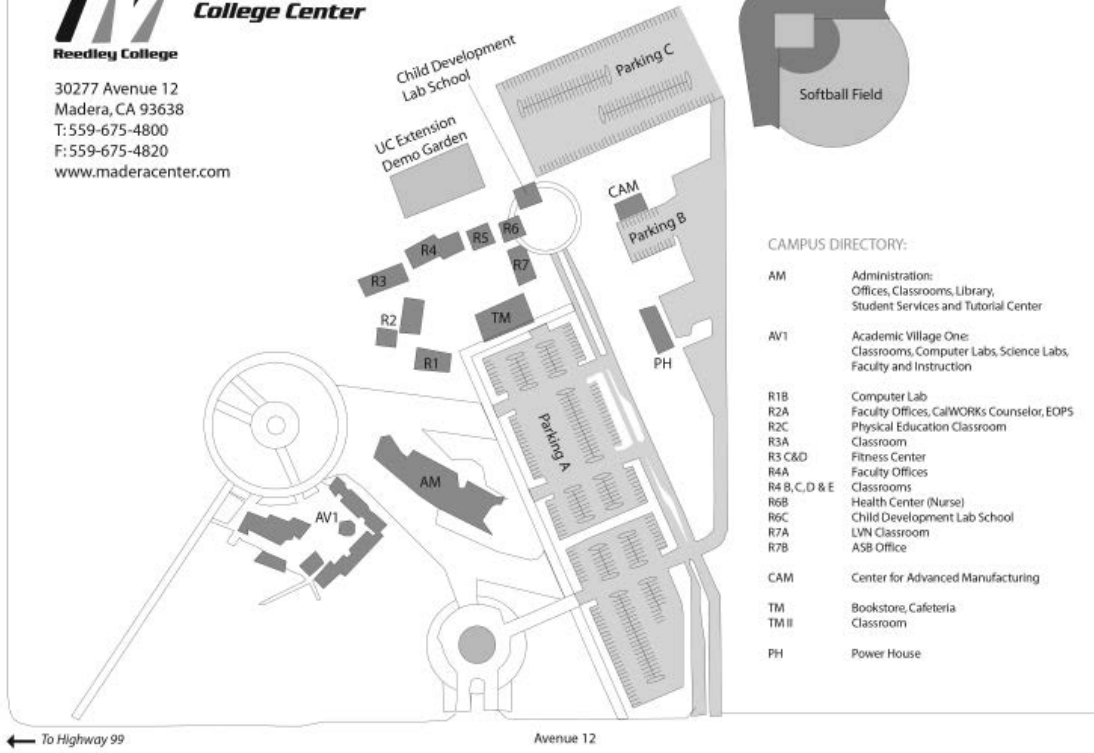 College Center
Reedley College
30277 Avenue 12
Madera, CA 93638
T: 559-675-4800
F: 559-675-4820
www.maderacenter.com
Child Development
Lab School
UC Extension
Demo Garden
Parking C
Softball Field
CAM
Parking B
R6
R5
R4
R7
R3
TM
R2
R1
PH
Parking A
AM
AV1
CAMPUS DIRECTORY:
AM Administration:
Offices, Classrooms, Library,
Student Services and Tutorial Center
AV1 Academic Village One:
Classrooms, Computer Labs, Science Labs,
Faculty and Instruction
R1B Computer Lab
R2A Faculty Offices, CalWORKs Counselor, EOPS
R2C Physical Education Classroom
R3A Classroom
R3 C&D Fitness Center
R4A Faculty Offices
R4 B, C, D & E Classrooms
R6B Health Center (Nurse)
R6C Child Development Lab School
R7A LVN Classroom
R7B ASB Office
CAM Center for Advanced Manufacturing
TM Bookstore, Cafeteria
TM II Classroom
PH Power House
To Highway 99
Avenue 12